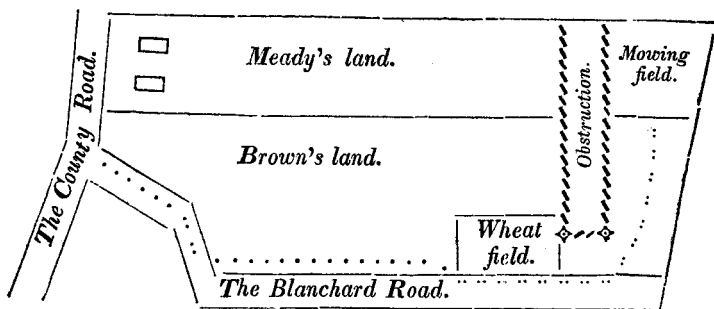 Meady's land.
Mowing
field.
Obstruction.
The County Road.
Brown's land.
Wheat
field.
The Blanchard Road.